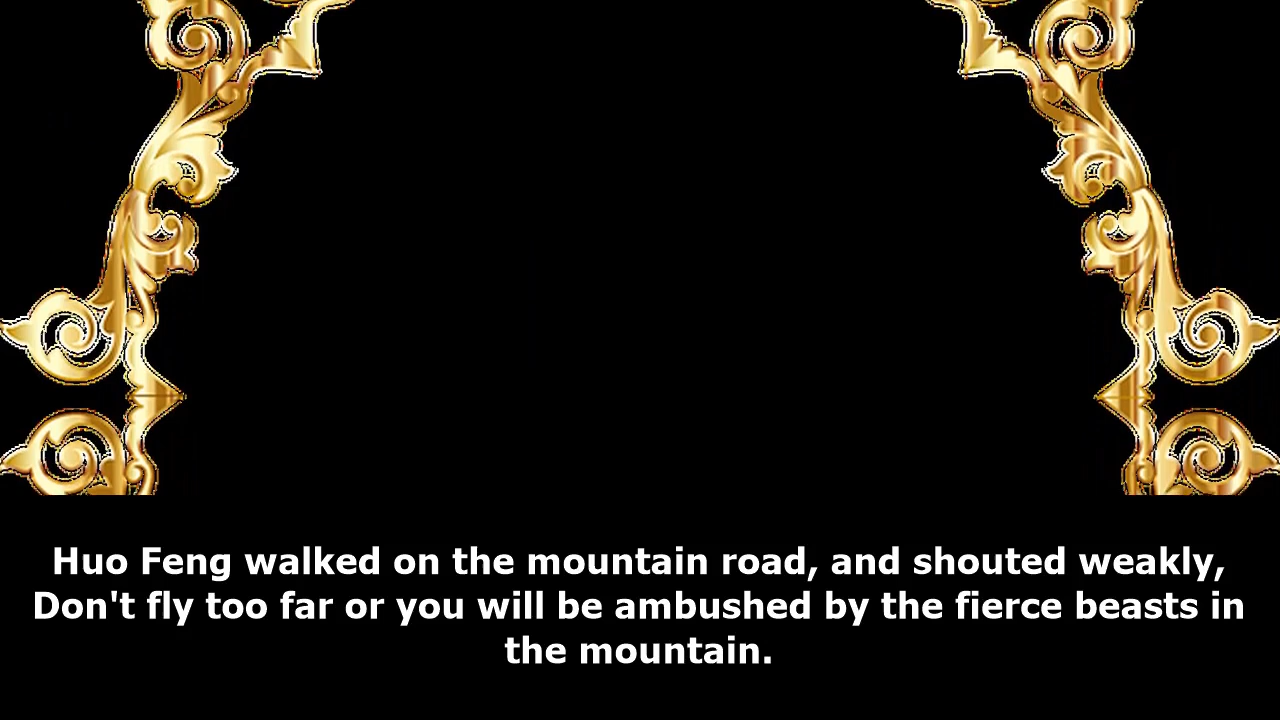 Huo Feng walked on the mountain road, and shouted weakly,
Don't fly too far or you will be ambushed by the fierce beasts in
the mountain.